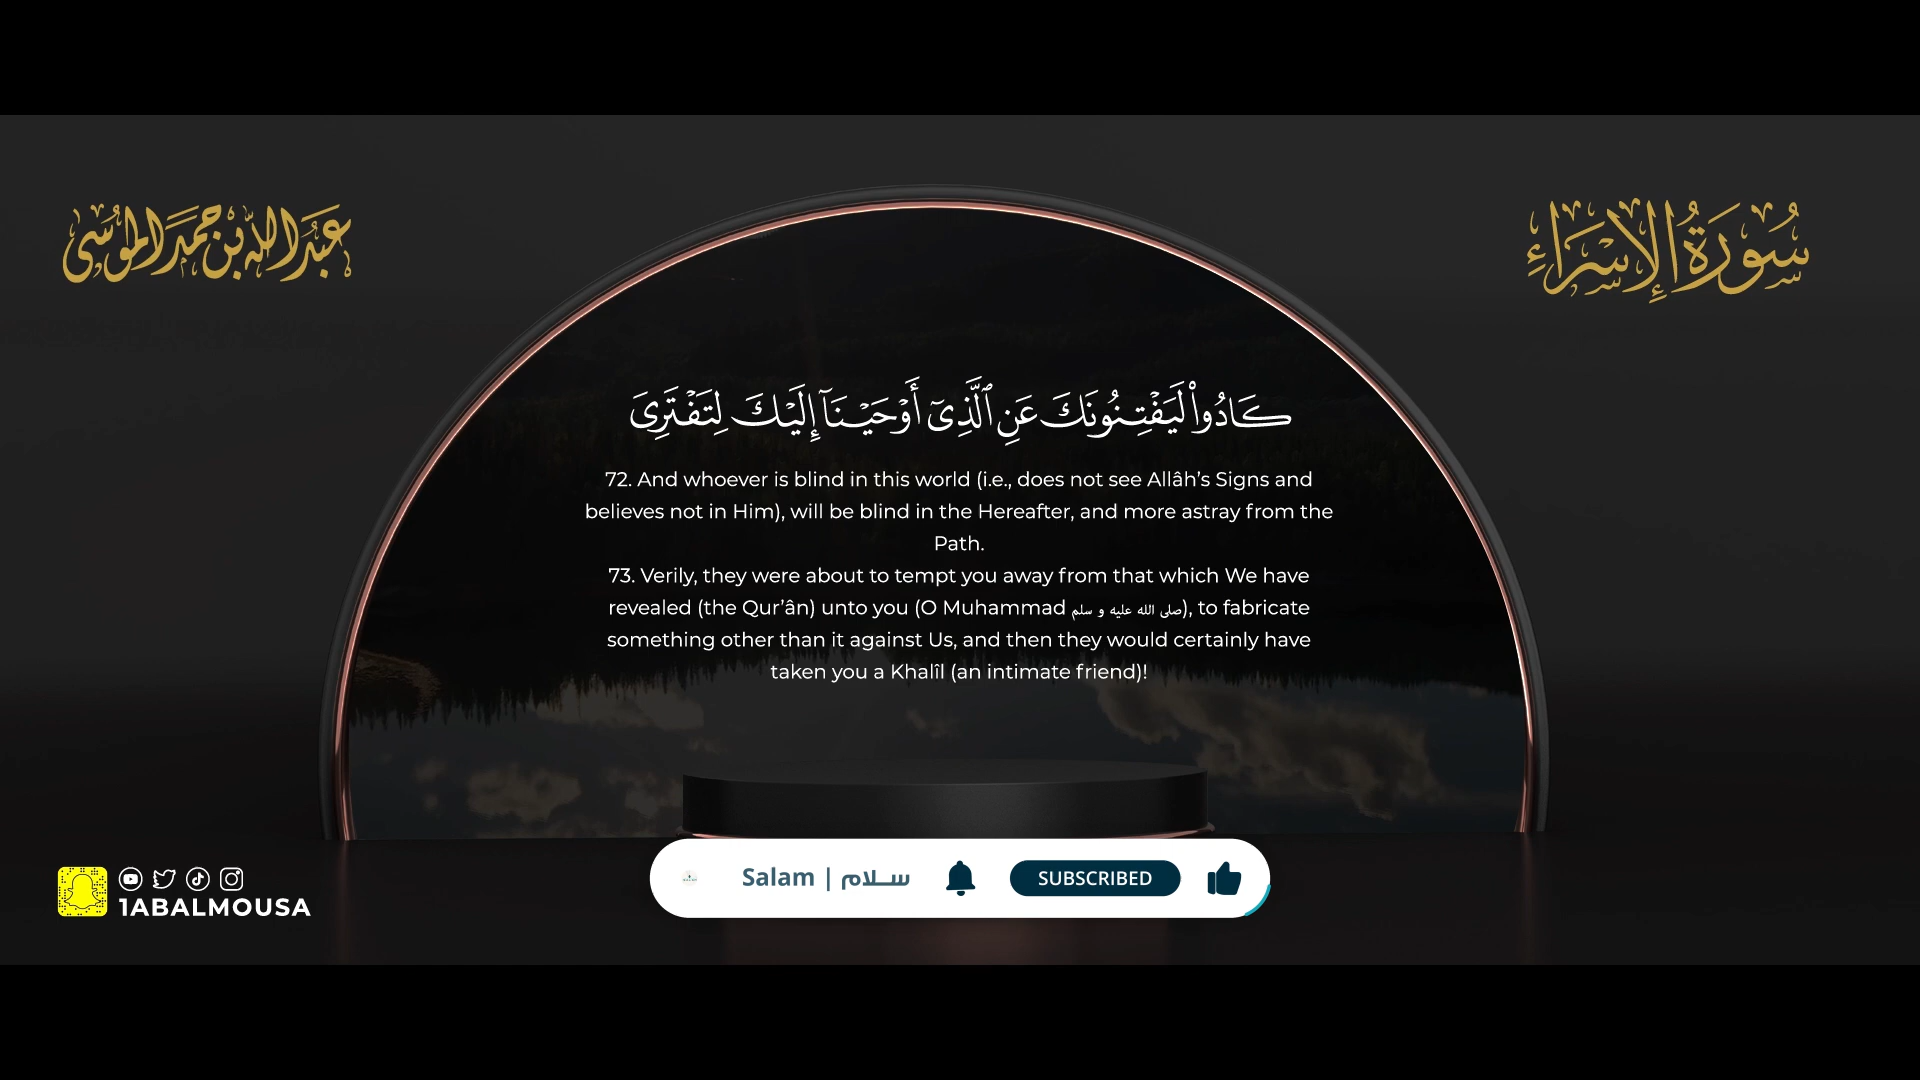 عبد الله بن حمد الموسى
سُورَةُ الإِسْرَاءِ
كَادُواْ لَيَفْتِنُونَكَ عَنِ ٱلَّذِىٓ أَوْحَيْنَآ إِلَيْكَ لِتَفْتَرِىَ
72. And whoever is blind in this world (i.e., does not see Allâh’s Signs and
believes not in Him), will be blind in the Hereafter, and more astray from the
Path.
73. Verily, they were about to tempt you away from that which We have
revealed (the Qur’ân) unto you (O Muhammad صلى الله عليه و سلم), to fabricate
something other than it against Us, and then they would certainly have
taken you a Khalîl (an intimate friend)!
Salam | ســلام
SUBSCRIBED
1ABALMOUSA